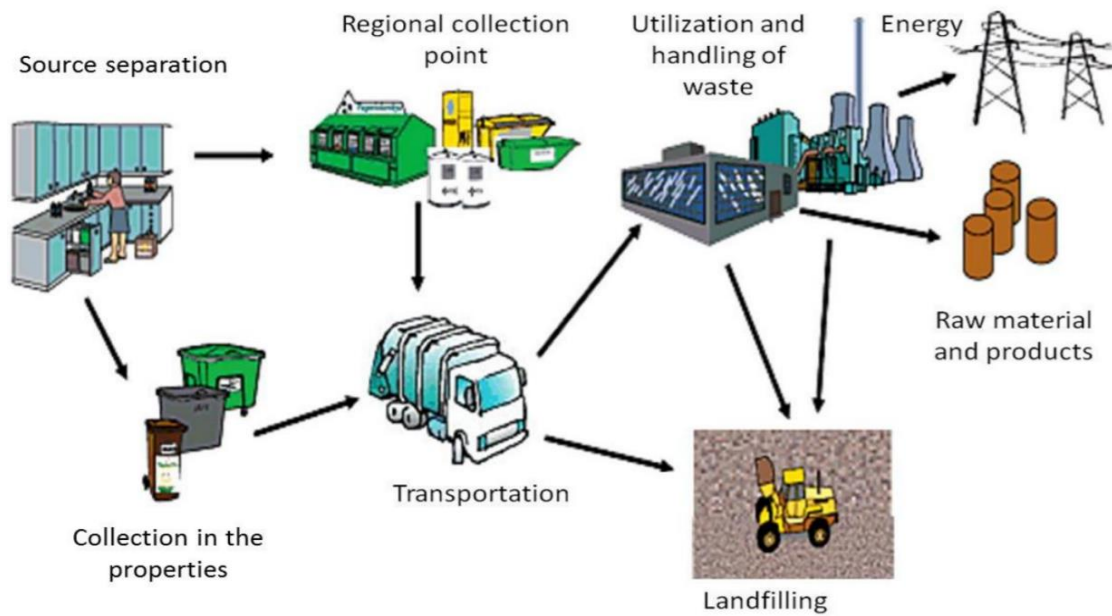 Source separation
Regional collection
point
Utilization and
handling of
waste
Energy
Raw material
and products
Transportation
Collection in the
properties
Landfilling